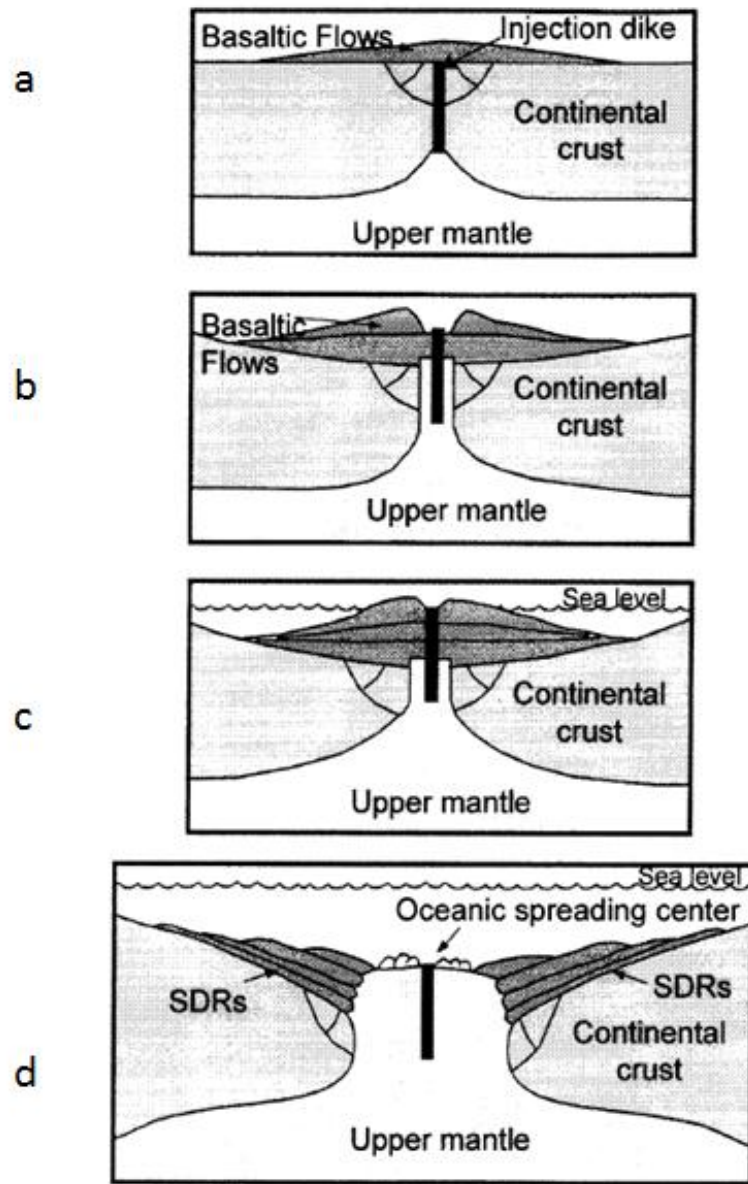 a
Basaltic Flows
Injection dike
Continental
crust
Upper mantle
b
Basaltic
Flows
Continental
crust
Upper mantle
c
Sea level
Continental
crust
Upper mantle
d
Sea level
Oceanic spreading center
SDRs
SDRs
Continental
crust
Upper mantle